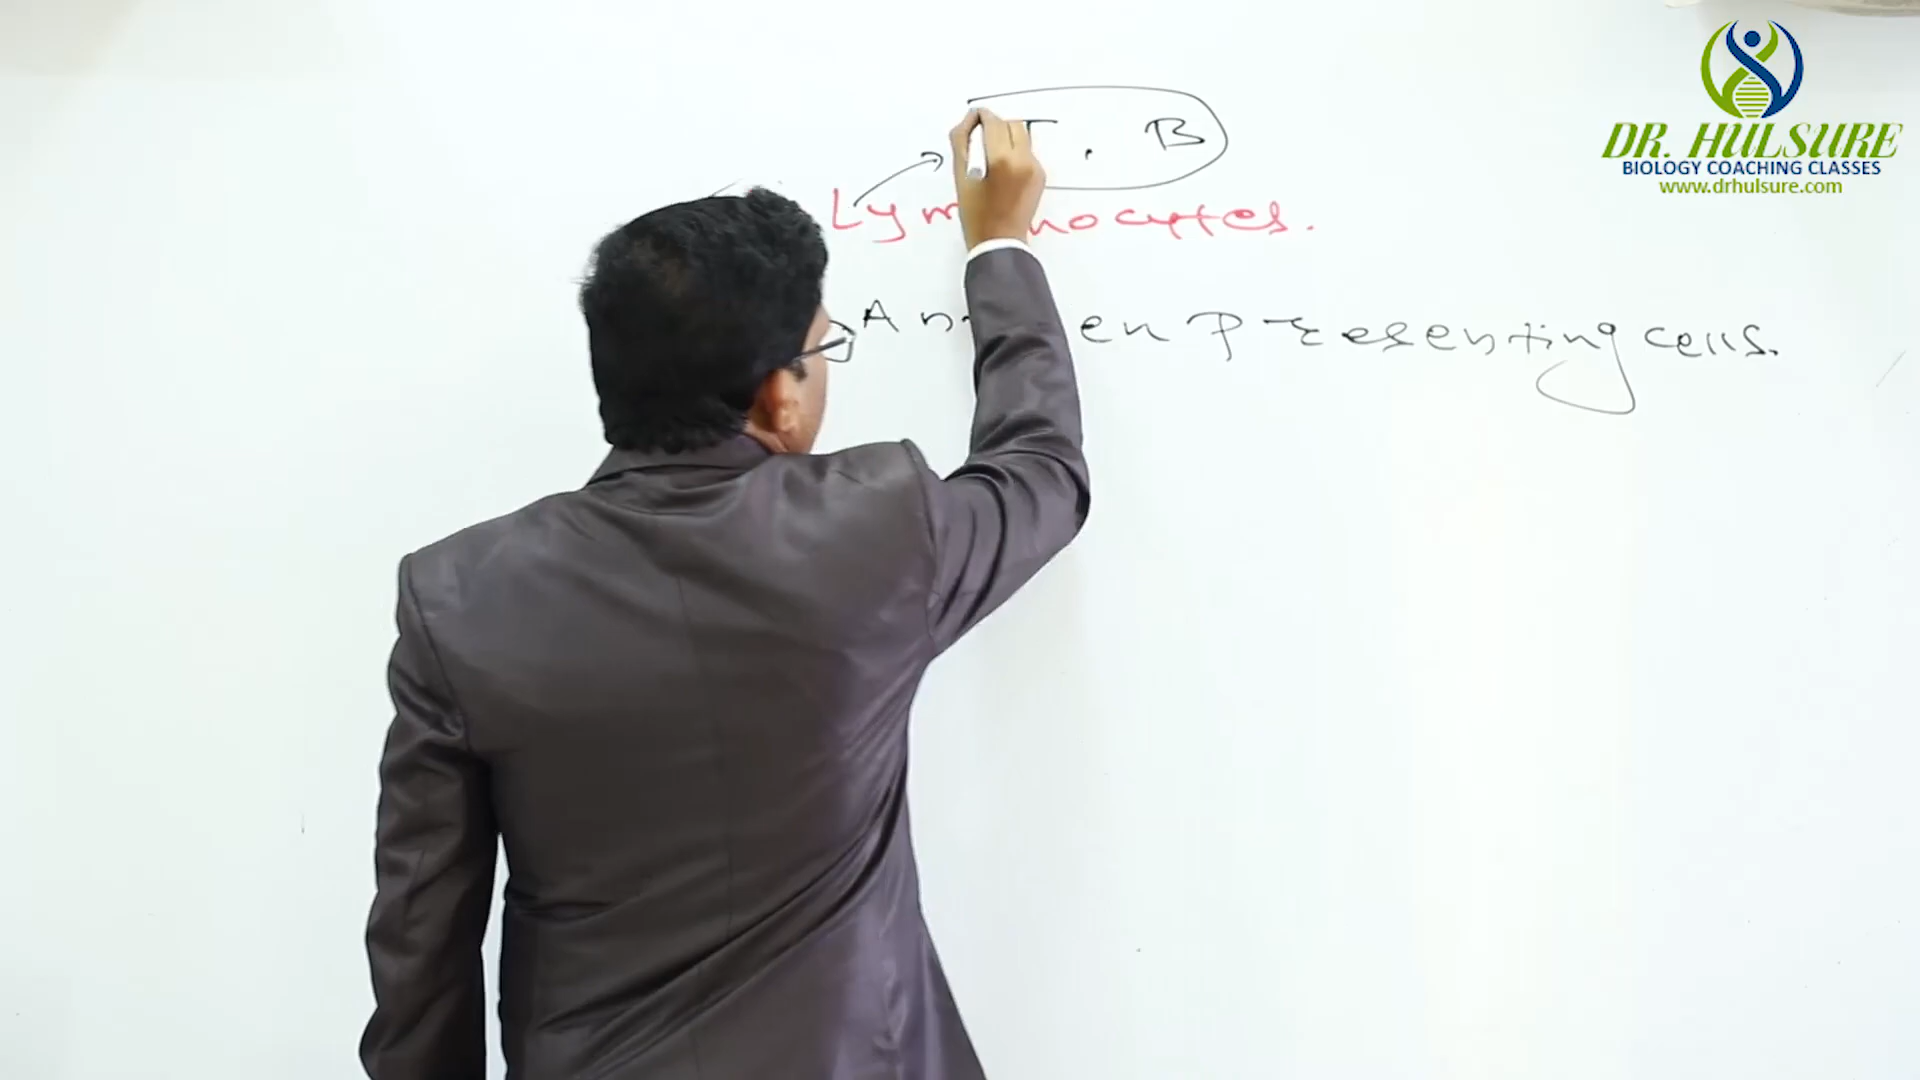 T. B
Lymphocytes.
Antigen Presenting cells.
DR. HULSURE
BIOLOGY COACHING CLASSES
www.drhulsure.com